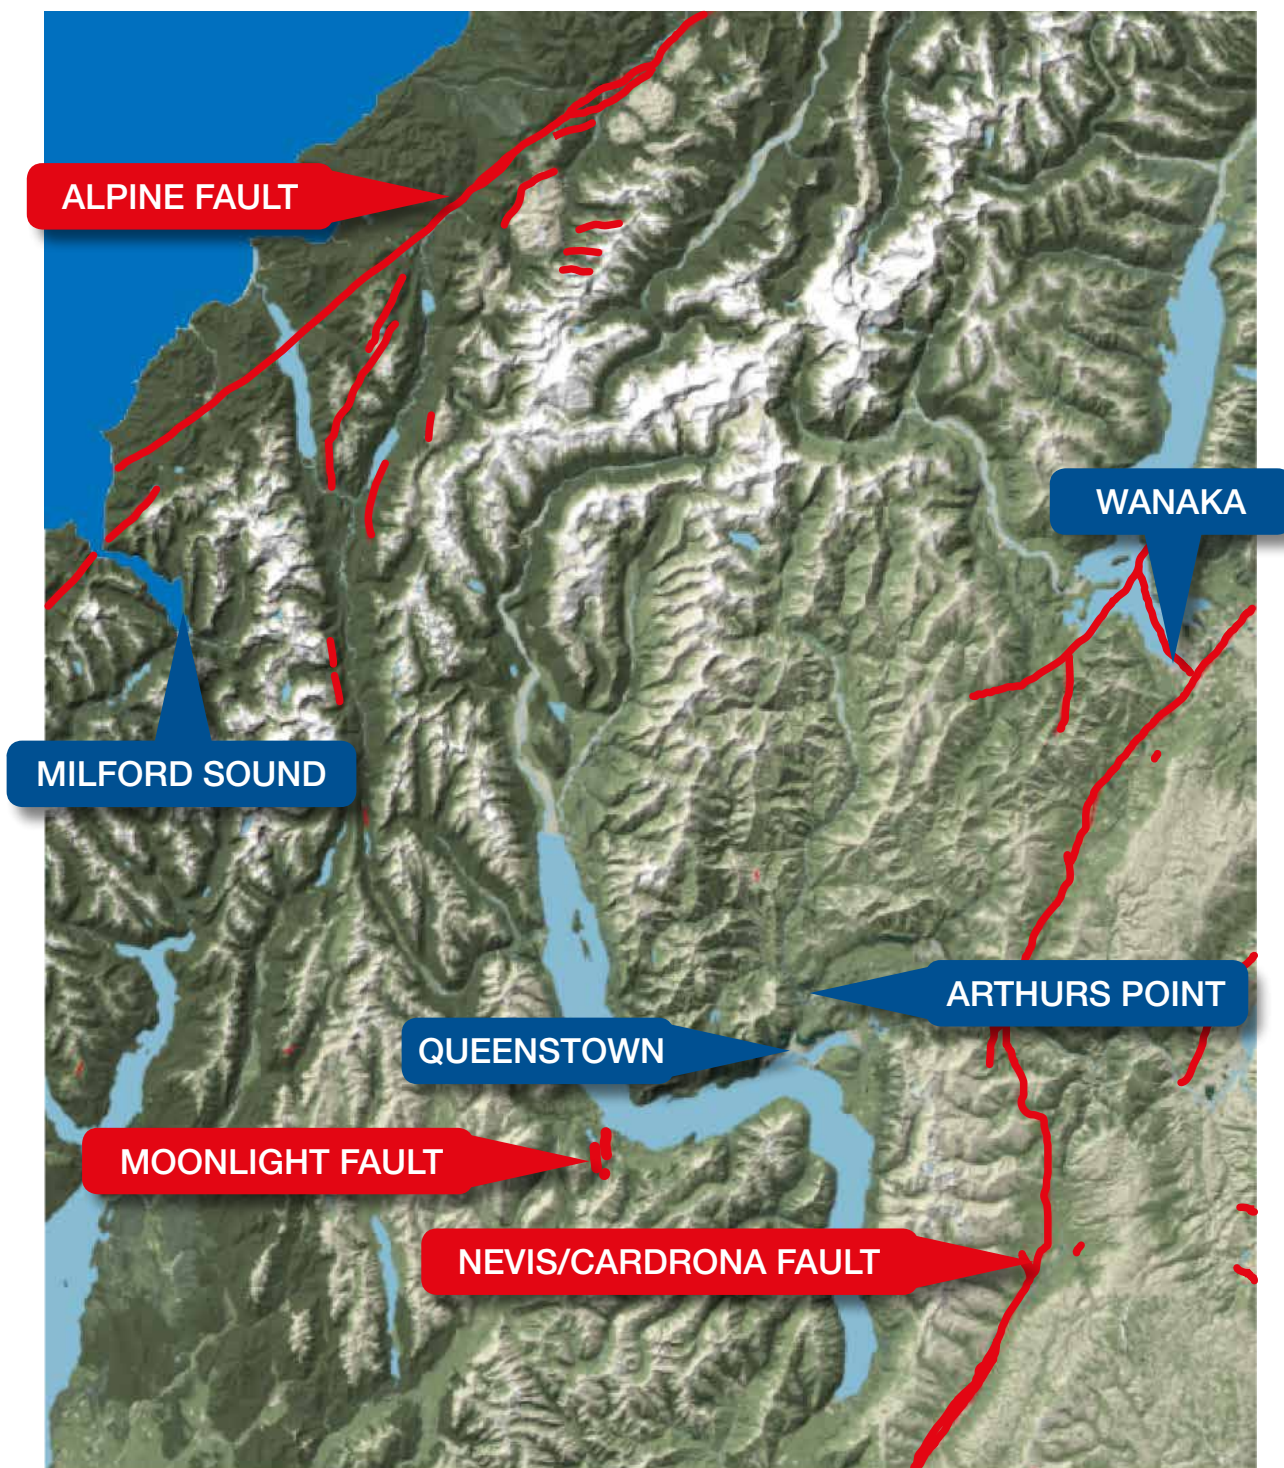 ALPINE FAULT
WANAKA
MILFORD SOUND
ARTHURS POINT
QUEENSTOWN
MOONLIGHT FAULT
NEVIS/CARDRONA FAULT